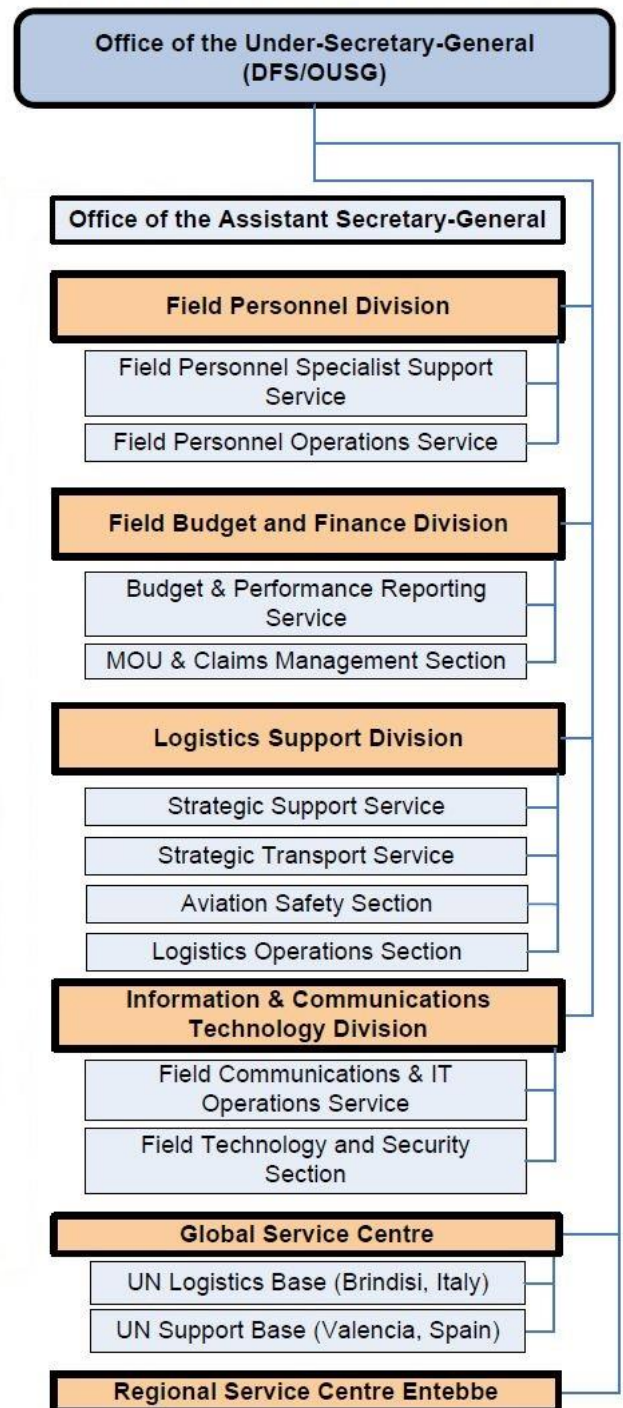 Office of the Under-Secretary-General
(DFS/OUSG)
Office of the Assistant Secretary-General
Field Personnel Division
Field Personnel Specialist Support
Service
Field Personnel Operations Service
Field Budget and Finance Division
Budget & Performance Reporting
Service
MOU & Claims Management Section
Logistics Support Division
Strategic Support Service
Strategic Transport Service
Aviation Safety Section
Logistics Operations Section
Information & Communications
Technology Division
Field Communications & IT
Operations Service
Field Technology and Security
Section
Global Service Centre
UN Logistics Base (Brindisi, Italy)
UN Support Base (Valencia, Spain)
Regional Service Centre Entebbe